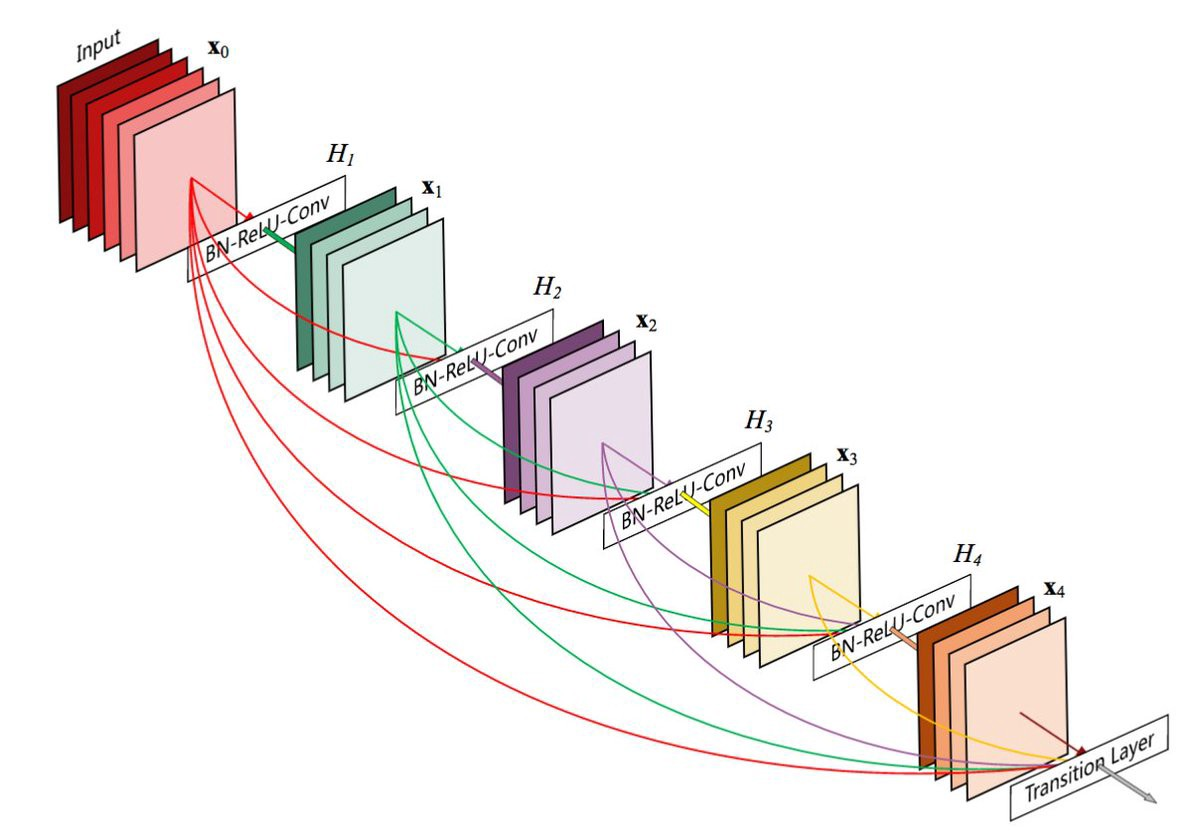 Input
x₀
H₁
BN-ReLU-Conv
x₁
H₂
BN-ReLU-Conv
x₂
H₃
BN-ReLU-Conv
x₃
H₄
BN-ReLU-Conv
x₄
Transition Layer